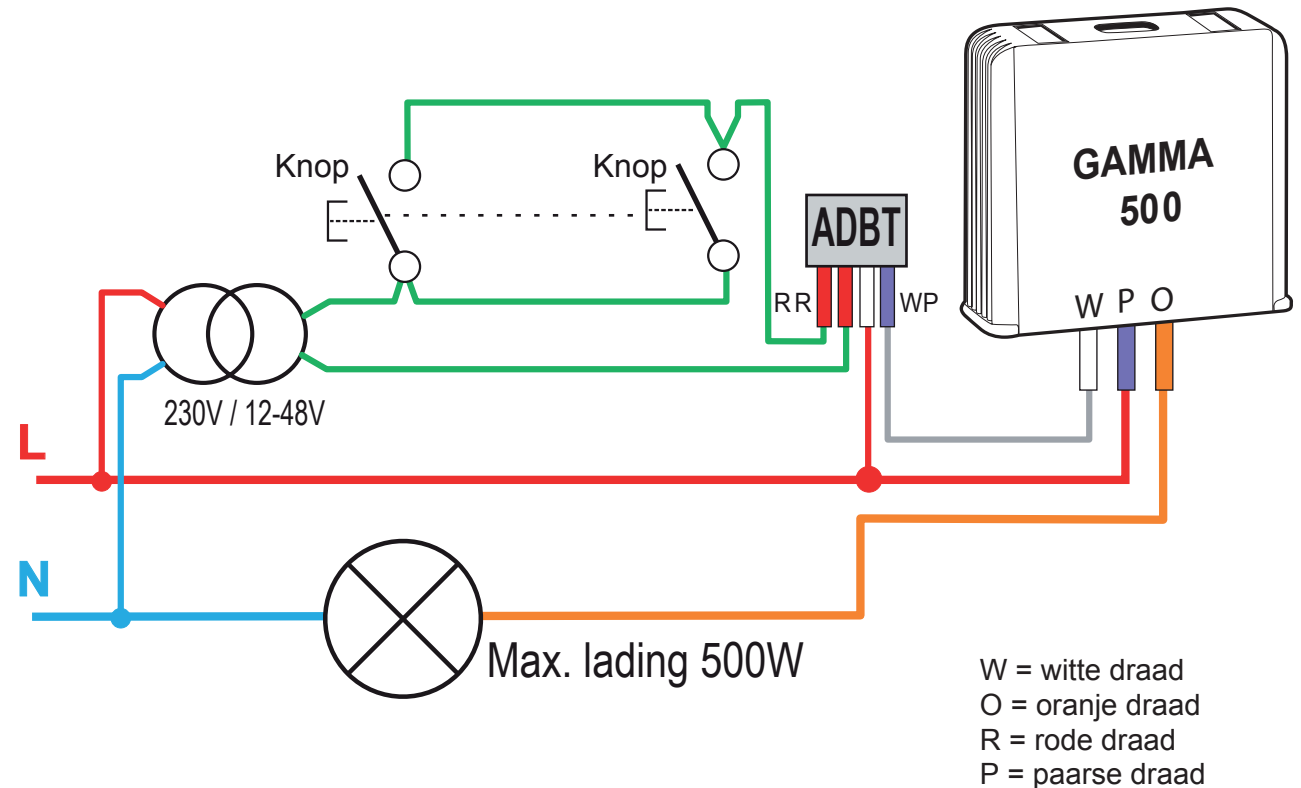 GAMMA
500
Knop
Knop
ADBT
RR
WP
W P O
230V / 12-48V
L
N
Max. lading 500W
W = witte draad
O = oranje draad
R = rode draad
P = paarse draad